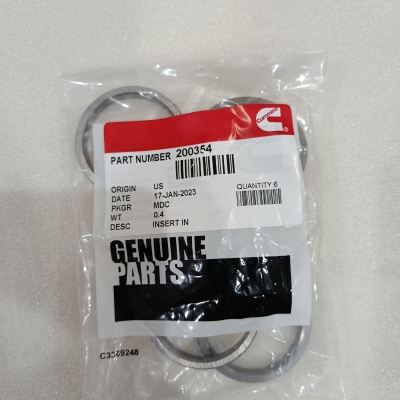 Cummins
PART NUMBER 200354
ORIGIN US
QUANTITY 6
DATE 17-JAN-2023
PKGR MDC
WT 0.4
DESC INSERT IN
GENUINE
PARTS
C3589248